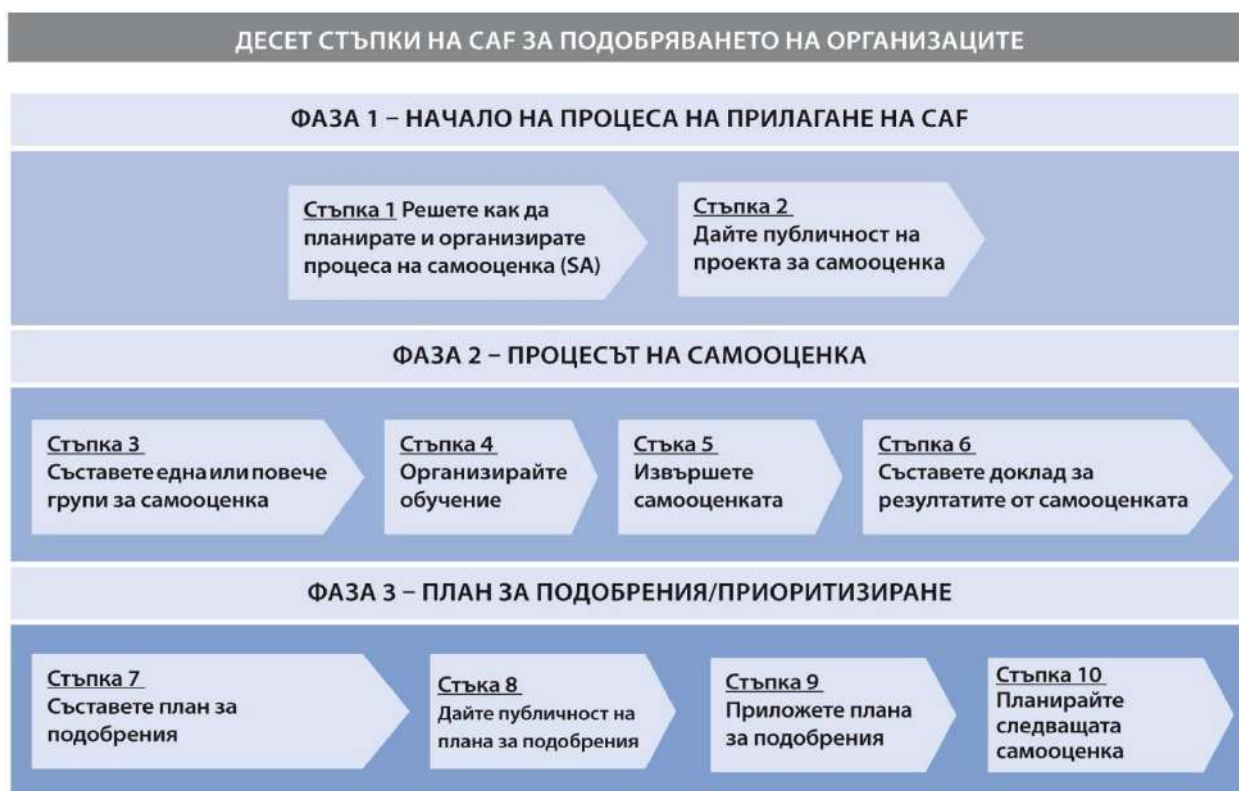 ДЕСЕТ СТЪПКИ НА CAF ЗА ПОДОБРЯВАНЕТО НА ОРГАНИЗАЦИТЕ
ФАЗА 1 – НАЧАЛО НА ПРОЦЕСА НА ПРИЛАГАНЕ НА CAF
Стъпка 1 Решете как да
планирате и организирате
процеса на самооценка (SA)
Стъпка 2
Дайте публичност на
проекта за самооценка
ФАЗА 2 – ПРОЦЕСЪТ НА САМООЦЕНКА
Стъпка 3
Съставете една или повече
групи за самооценка
Стъпка 4
Организирайте
обучение
Стъка 5
Извършете
самооценката
Стъпка 6
Съставете доклад за
резултатите от самооценката
ФАЗА 3 – ПЛАН ЗА ПОДОБРЕНИЯ/ПРИОРИТИЗИРАНЕ
Стъпка 7
Съставете план за
подобрения
Стъка 8
Дайте публичност на
плана за подобрения
Стъпка 9
Приложете плана
за подобрения
Стъпка 10
Планирайте
следващата
самооценка